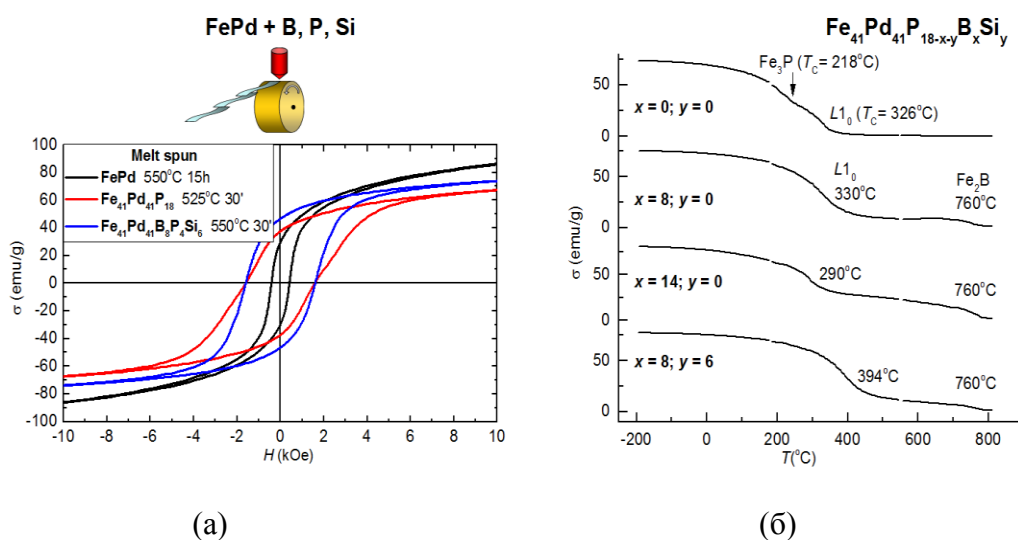 FePd + B, P, Si
Melt spun
FePd 550°C 15h
Fe₄₁Pd₄₁P₁₈ 525°C 30'
Fe₄₁Pd₄₁B₈P₄Si₆ 550°C 30'
100
80
60
40
20
0
-20
-40
-60
-80
-100
σ (emu/g)
-10 -8 -6 -4 -2 0 2 4 6 8 10
H (kOe)
(а)
Fe₄₁Pd₄₁P₁₈₋ₓ₋ᵧBₓSiᵧ
Fe₃P (T_C= 218°C)
50
x = 0; y = 0
L1₀ (T_C= 326°C)
0
50
L1₀
330°C
Fe₂B
760°C
x = 8; y = 0
0
50
290°C
x = 14; y = 0
760°C
0
50
x = 8; y = 6
394°C
760°C
0
σ (emu/g)
-200 0 200 400 600 800
T(°C)
(б)